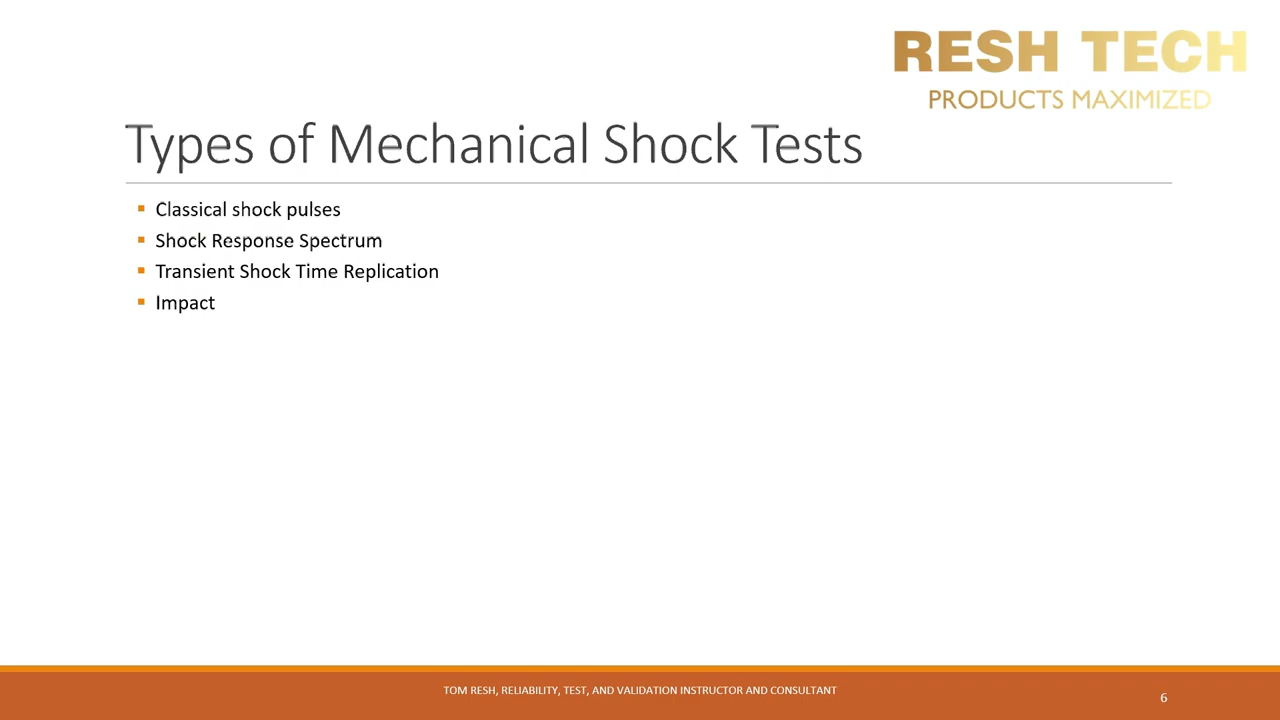 RESH TECH
PRODUCTS MAXIMIZED
Types of Mechanical Shock Tests
Classical shock pulses
Shock Response Spectrum
Transient Shock Time Replication
Impact
TOM RESH, RELIABILITY, TEST, AND VALIDATION INSTRUCTOR AND CONSULTANT
6